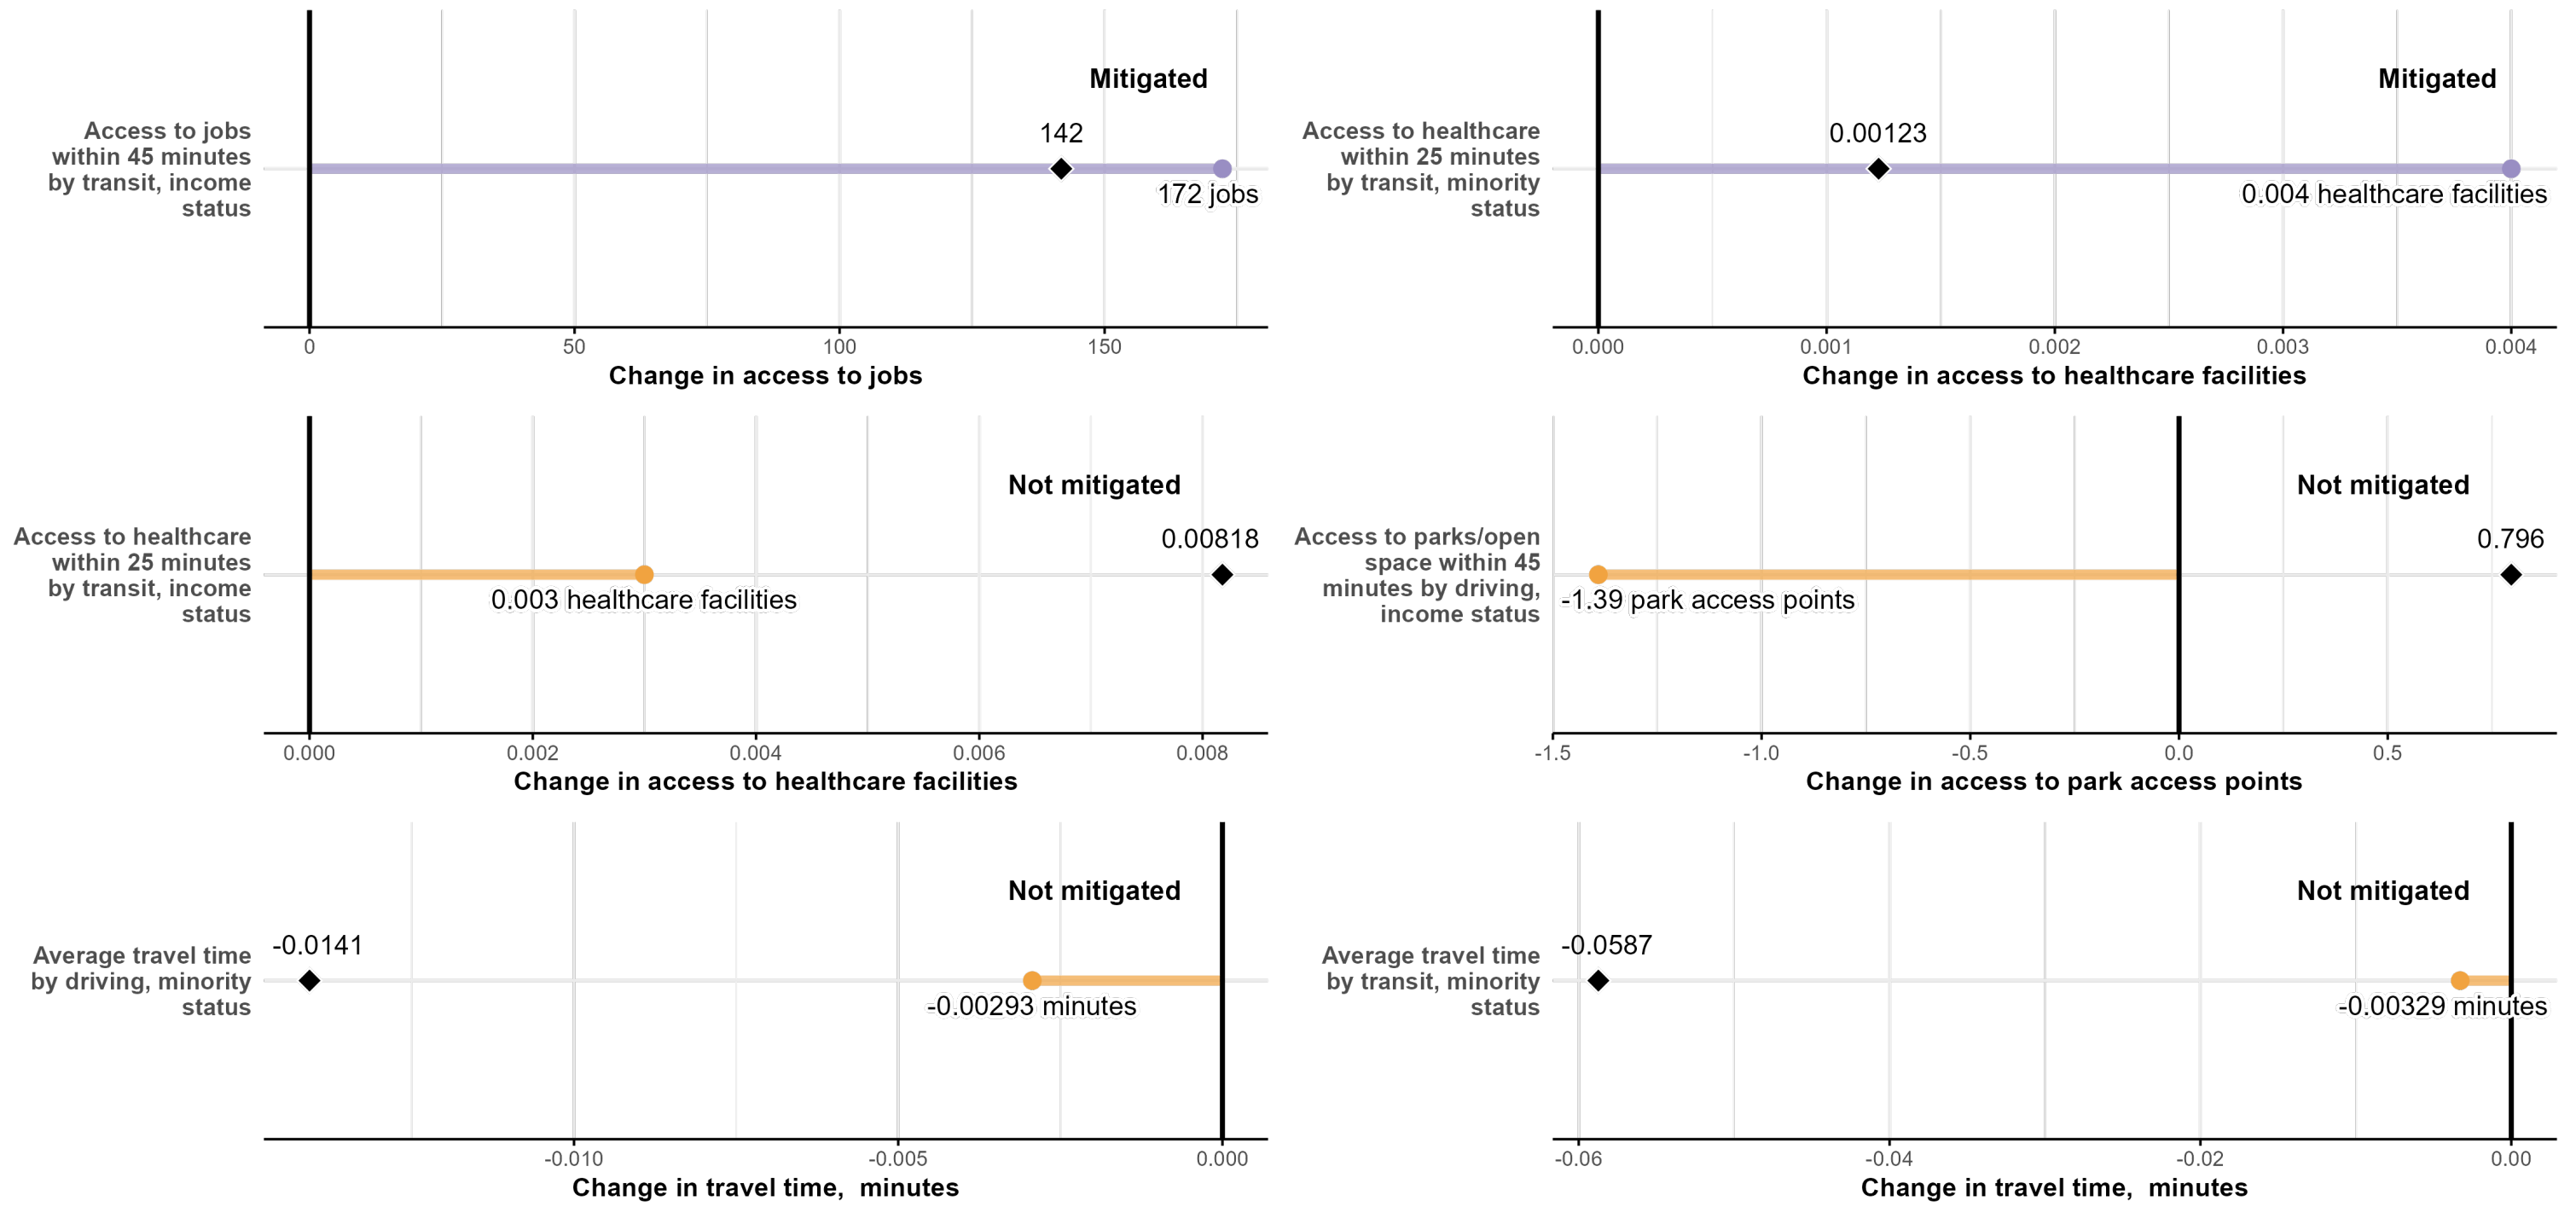 Mitigated
142
Access to jobs
within 45 minutes
by transit, income
status
172 jobs
0 50 100 150
Change in access to jobs
Mitigated
0.00123
Access to healthcare
within 25 minutes
by transit, minority
status
0.004 healthcare facilities
0.000 0.001 0.002 0.003 0.004
Change in access to healthcare facilities
Not mitigated
0.00818
Access to healthcare
within 25 minutes
by transit, income
status
0.003 healthcare facilities
0.000 0.002 0.004 0.006 0.008
Change in access to healthcare facilities
Not mitigated
0.796
Access to parks/open
space within 45
minutes by driving,
income status
-1.39 park access points
-1.5 -1.0 -0.5 0.0 0.5
Change in access to park access points
Not mitigated
-0.0141
Average travel time
by driving, minority
status
-0.00293 minutes
-0.010 -0.005 0.000
Change in travel time,  minutes
Not mitigated
-0.0587
Average travel time
by transit, minority
status
-0.00329 minutes
-0.06 -0.04 -0.02 0.00
Change in travel time,  minutes